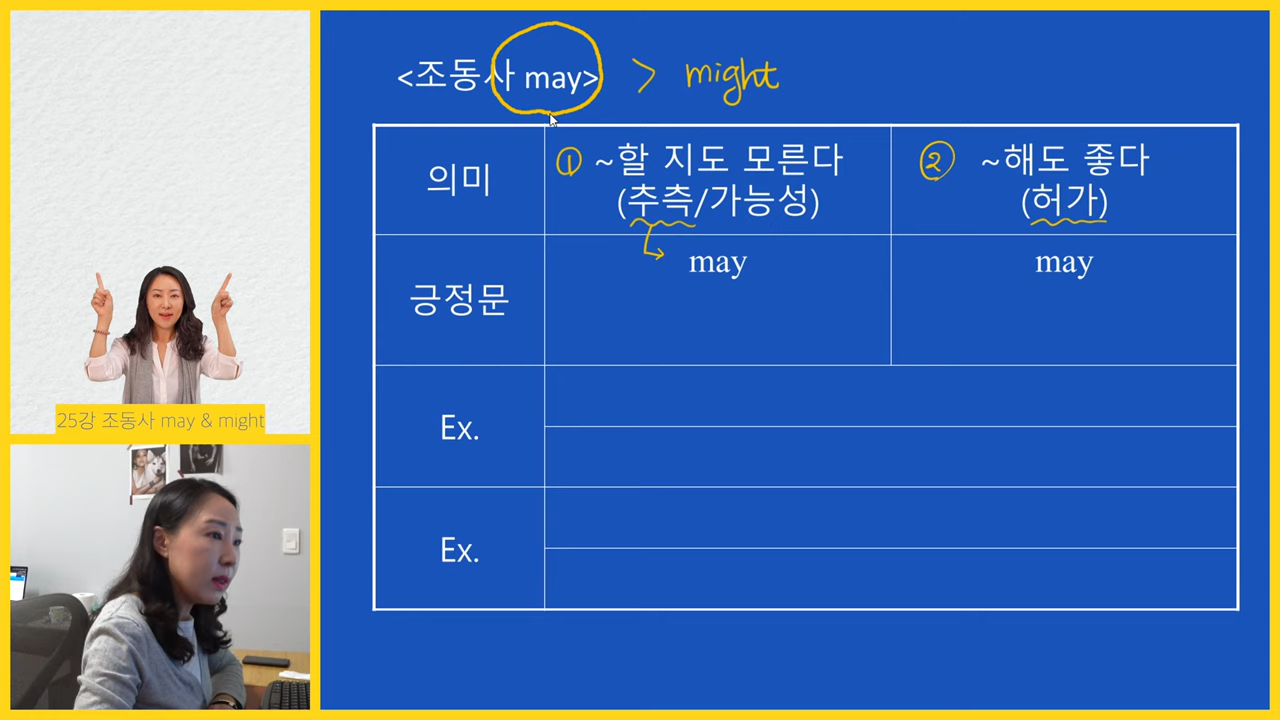 <조동사 may> > might
의미
① ~할 지도 모른다
(추측/가능성)
② ~해도 좋다
(허가)
긍정문
may
may
Ex.
Ex.
25강 조동사 may & might